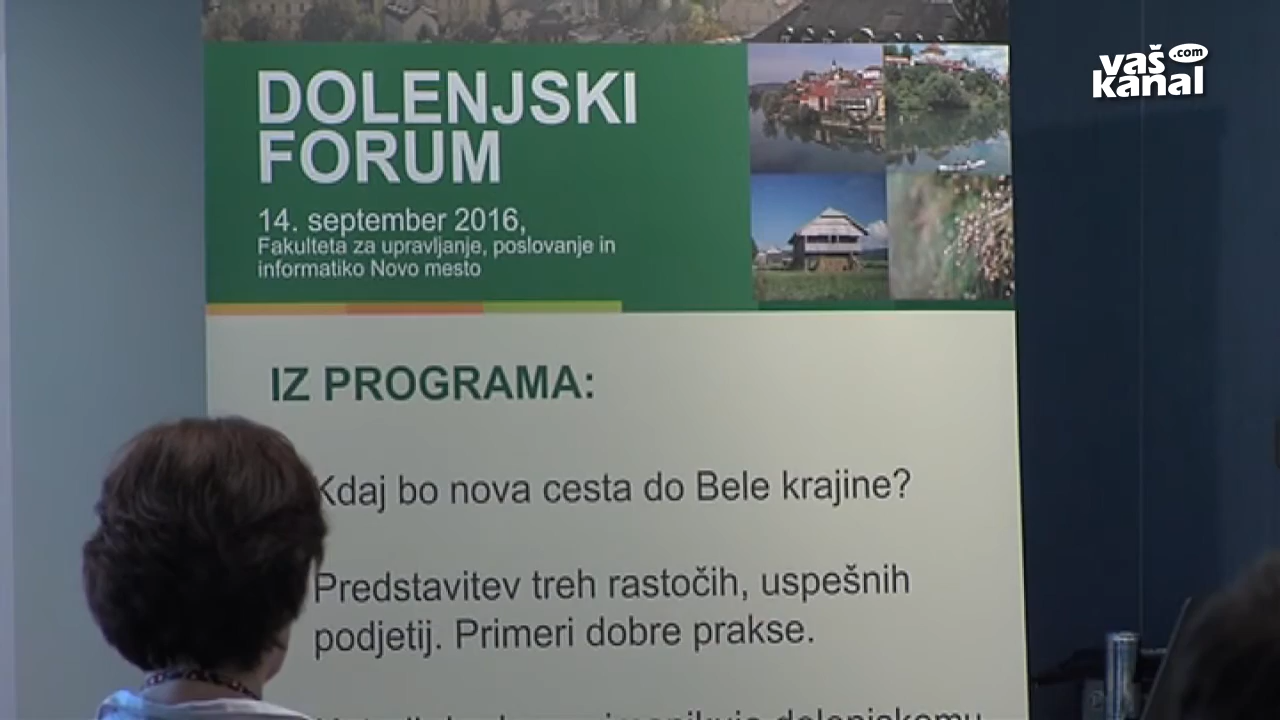 vaš .com
kanal
DOLENJSKI
FORUM
14. september 2016,
Fakulteta za upravljanje, poslovanje in
informatiko Novo mesto
IZ PROGRAMA:
Kdaj bo nova cesta do Bele krajine?
Predstavitev treh rastočih, uspešnih
podjetij. Primeri dobre prakse.
dolenjskemu